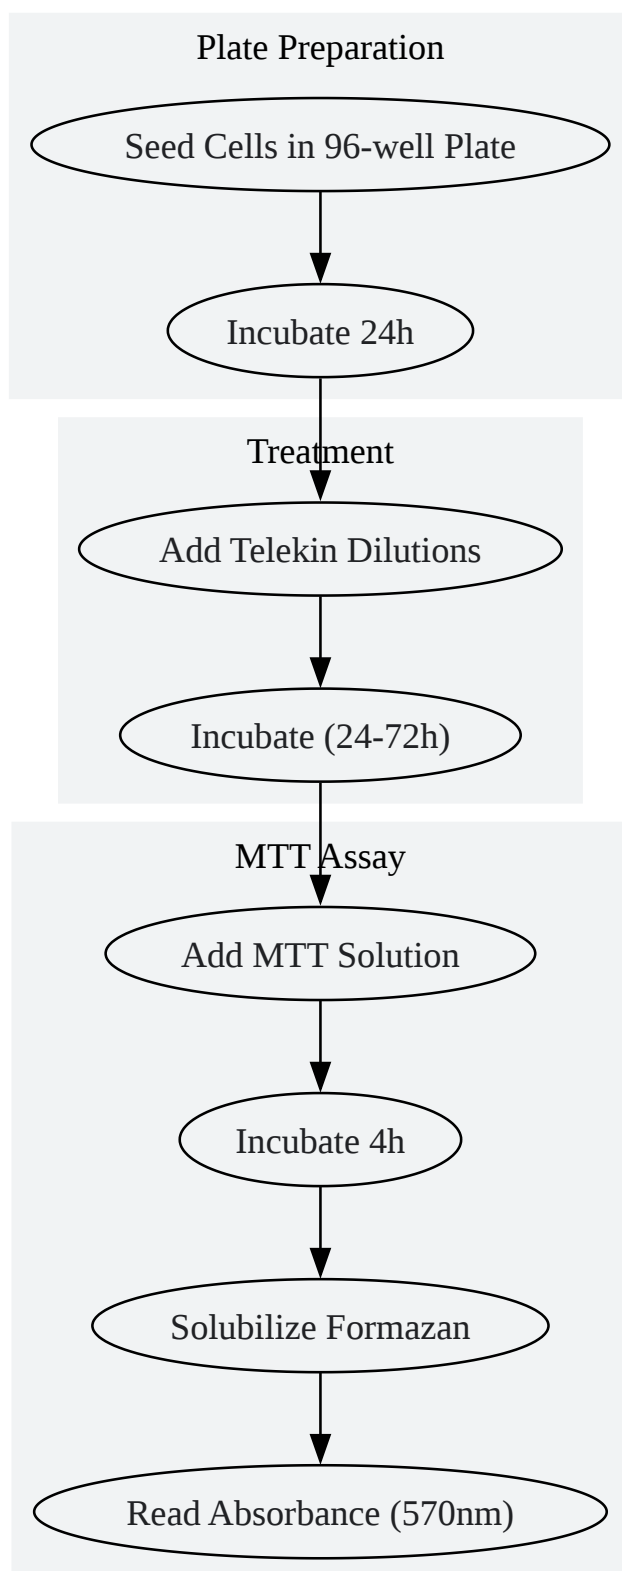 Plate Preparation
Seed Cells in 96-well Plate
Incubate 24h
Treatment
Add Telekin Dilutions
Incubate (24-72h)
MTT Assay
Add MTT Solution
Incubate 4h
Solubilize Formazan
Read Absorbance (570nm)